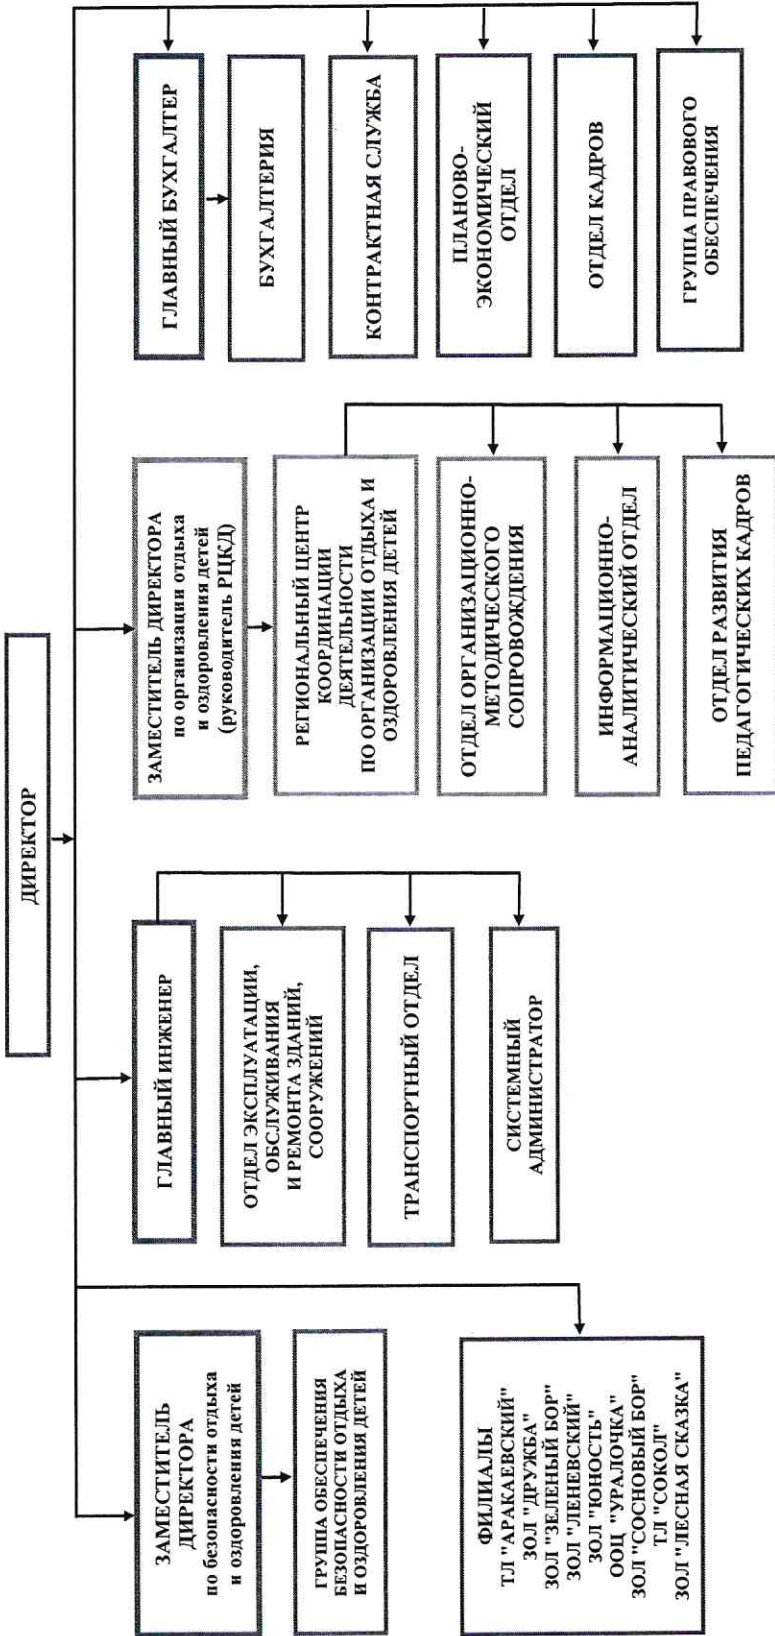 ДИРЕКТОР
ЗАМЕСТИТЕЛЬ
ДИРЕКТОРА
по безопасности отдыха
и оздоровления детей
ГРУППА ОБЕСПЕЧЕНИЯ
БЕЗОПАСНОСТИ ОТДЫХА
И ОЗДОРОВЛЕНИЯ ДЕТЕЙ
ФИЛИАЛЫ
ТЛ "АРАКАЕВСКИЙ"
ЗОЛ "ДРУЖБА"
ЗОЛ "ЗЕЛЕНЫЙ БОР"
ЗОЛ "ЛЕНЕВСКИЙ"
ЗОЛ "ЮНОСТЬ"
ООЦ "УРАЛОЧКА"
ЗОЛ "СОСНОВЫЙ БОР"
ТЛ "СОКОЛ"
ЗОЛ "ЛЕСНАЯ СКАЗКА"
ГЛАВНЫЙ ИНЖЕНЕР
ОТДЕЛ ЭКСПЛУАТАЦИИ,
ОБСЛУЖИВАНИЯ
И РЕМОНТА ЗДАНИЙ,
СООРУЖЕНИЙ
ТРАНСПОРТНЫЙ ОТДЕЛ
СИСТЕМНЫЙ
АДМИНИСТРАТОР
ЗАМЕСТИТЕЛЬ ДИРЕКТОРА
по организации отдыха
и оздоровления детей
(руководитель РЦКД)
РЕГИОНАЛЬНЫЙ ЦЕНТР
КООРДИНАЦИИ
ДЕЯТЕЛЬНОСТИ
ПО ОРГАНИЗАЦИИ ОТДЫХА И
ОЗДОРОВЛЕНИЯ ДЕТЕЙ
ОТДЕЛ ОРГАНИЗАЦИОННО-
МЕТОДИЧЕСКОГО
СОПРОВОЖДЕНИЯ
ИНФОРМАЦИОННО-
АНАЛИТИЧЕСКИЙ ОТДЕЛ
ОТДЕЛ РАЗВИТИЯ
ПЕДАГОГИЧЕСКИХ КАДРОВ
ГЛАВНЫЙ БУХГАЛТЕР
БУХГАЛТЕРИЯ
КОНТРАКТНАЯ СЛУЖБА
ПЛАНОВО-
ЭКОНОМИЧЕСКИЙ
ОТДЕЛ
ОТДЕЛ КАДРОВ
ГРУППА ПРАВОВОГО
ОБЕСПЕЧЕНИЯ